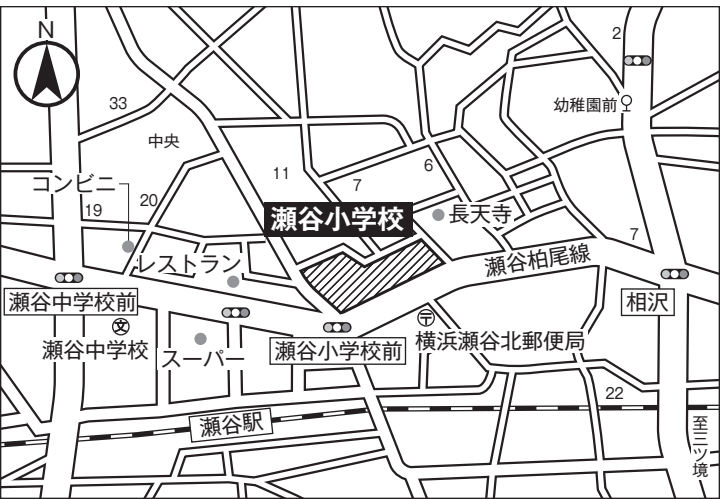 N
2
33
幼稚園前
中央
6
11
7
コンビニ
20
19
瀬谷小学校
長天寺
7
レストラン
瀬谷柏尾線
瀬谷中学校前
相沢
文
〒
瀬谷中学校
スーパー
瀬谷小学校前
横浜瀬谷北郵便局
22
瀬谷駅
至三ツ境